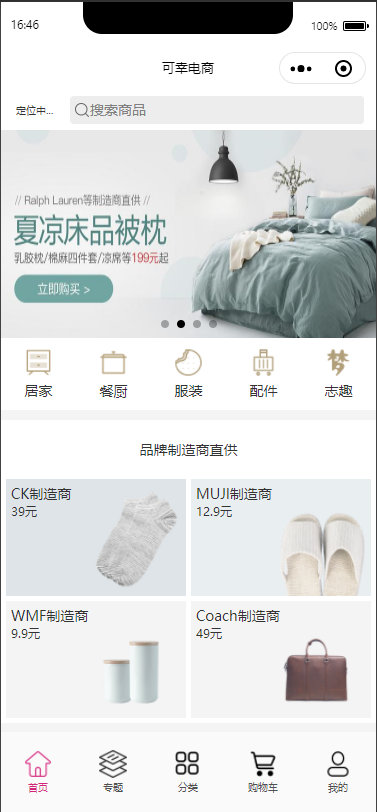 16:46
100%
可幸电商
定位中...
搜索商品
// Ralph Lauren等制造商直供 //
夏凉床品被枕
乳胶枕/棉麻四件套/凉席等199元起
立即购买 >
居家
餐厨
服装
配件
志趣
品牌制造商直供
CK制造商
39元
MUJI制造商
12.9元
WMF制造商
9.9元
Coach制造商
49元
首页
专题
分类
购物车
我的